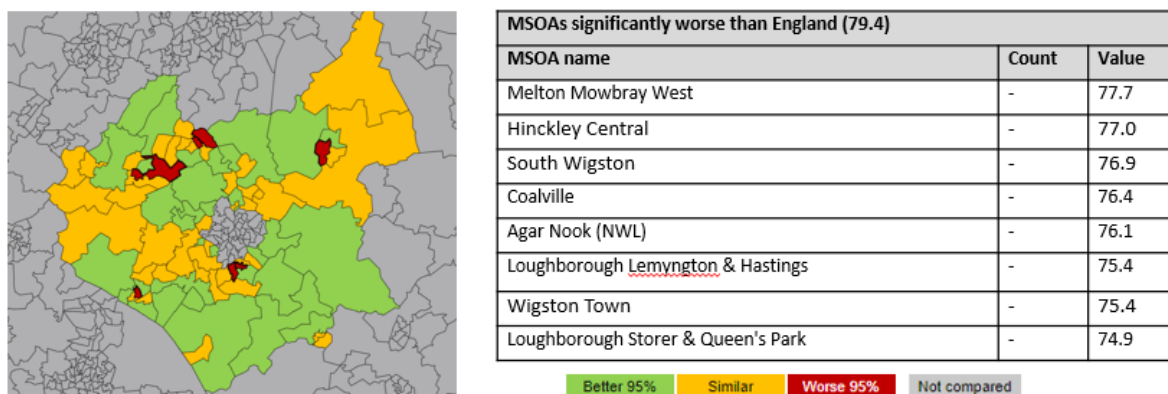 MSOAs significantly worse than England (79.4)
MSOA name Count Value
Melton Mowbray West - 77.7
Hinckley Central - 77.0
South Wigston - 76.9
Coalville - 76.4
Agar Nook (NWL) - 76.1
Loughborough Lemyngton & Hastings - 75.4
Wigston Town - 75.4
Loughborough Storer & Queen's Park - 74.9
Better 95% Similar Worse 95% Not compared